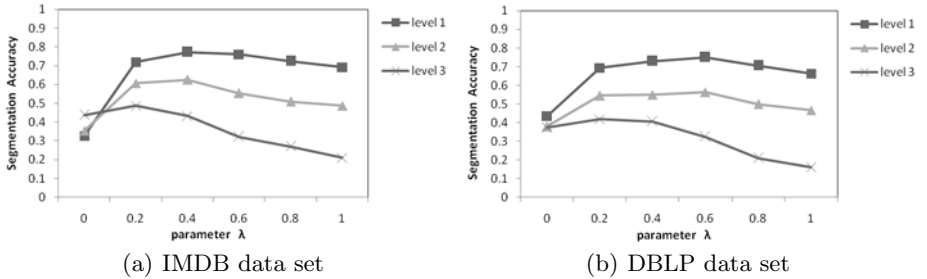 Segmentation Accuracy
1
0.9
0.8
0.7
0.6
0.5
0.4
0.3
0.2
0.1
0
0 0.2 0.4 0.6 0.8 1
parameter λ
level 1
level 2
level 3
(a) IMDB data set
Segmentation Accuracy
1
0.9
0.8
0.7
0.6
0.5
0.4
0.3
0.2
0.1
0
0 0.2 0.4 0.6 0.8 1
parameter λ
level 1
level 2
level 3
(b) DBLP data set